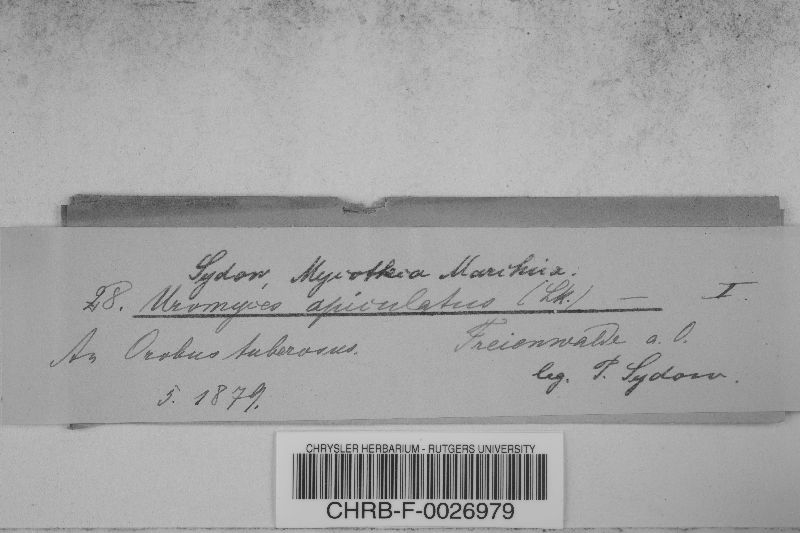 Sydow, Mycotheca Marchica.
28. Uromyces apiculatus (Lk.) — I.
An Orobus tuberosus. Freienwalde a. O.
leg. P. Sydow.
5. 1879.
CHRYSLER HERBARIUM - RUTGERS UNIVERSITY
CHRB-F-0026979